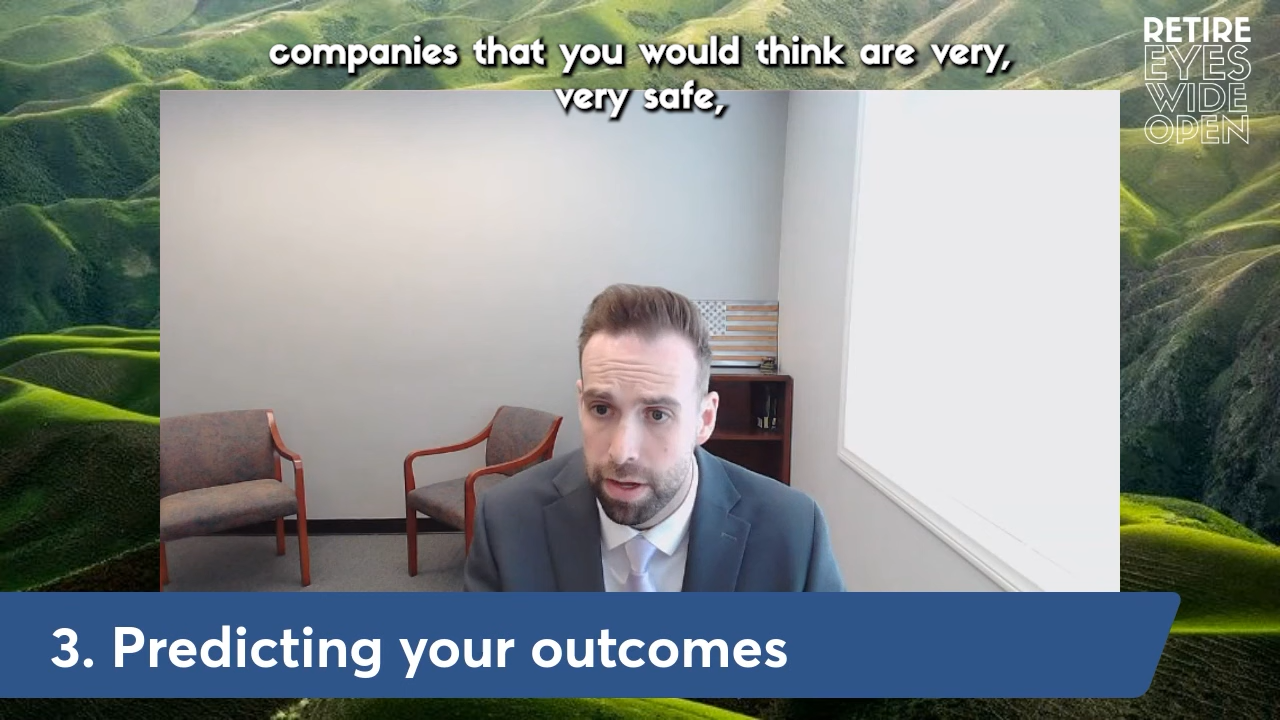 companies that you would think are very,
very safe,
RETIRE
EYES
WIDE
OPEN
3. Predicting your outcomes